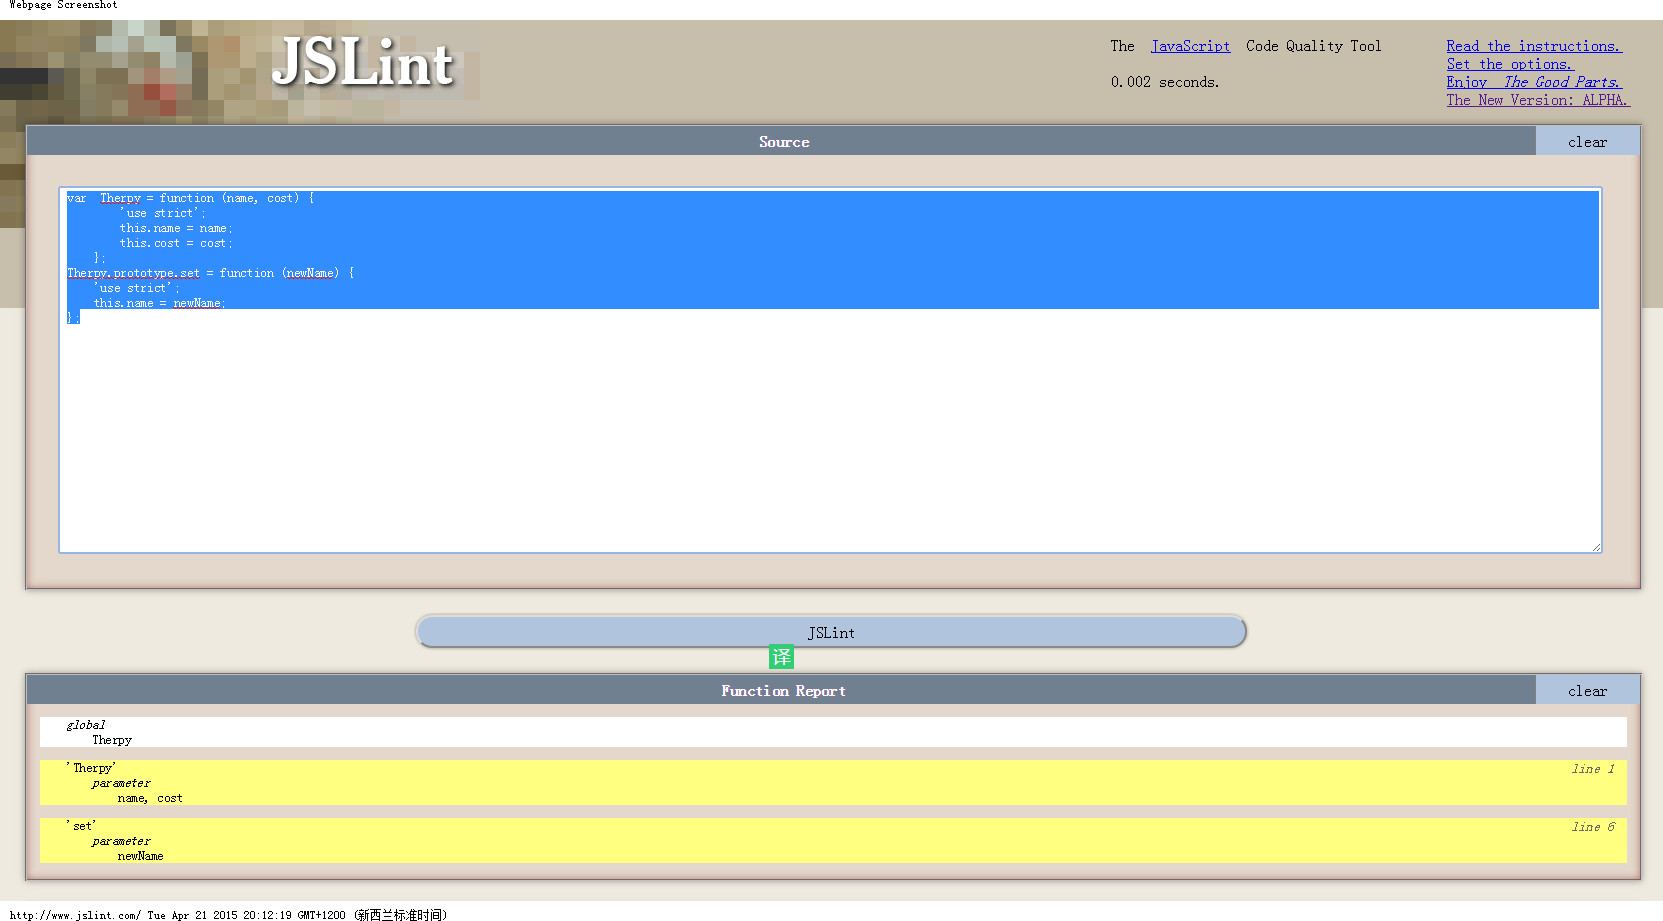 Webpage Screenshot
JSLint
The JavaScript Code Quality Tool
0.002 seconds.
Read the instructions.
Set the options.
Enjoy The Good Parts.
The New Version: ALPHA.
Source
clear
var  Therpy = function (name, cost) {
        'use strict';
        this.name = name;
        this.cost = cost;
    };
Therpy.prototype.set = function (newName) {
    'use strict';
    this.name = newName;
};
JSLint
译
Function Report
clear
global
Therpy
'Therpy'
line 1
parameter
name, cost
'set'
line 6
parameter
newName
http://www.jslint.com/ Tue Apr 21 2015 20:12:19 GMT+1200 (新西兰标准时间)